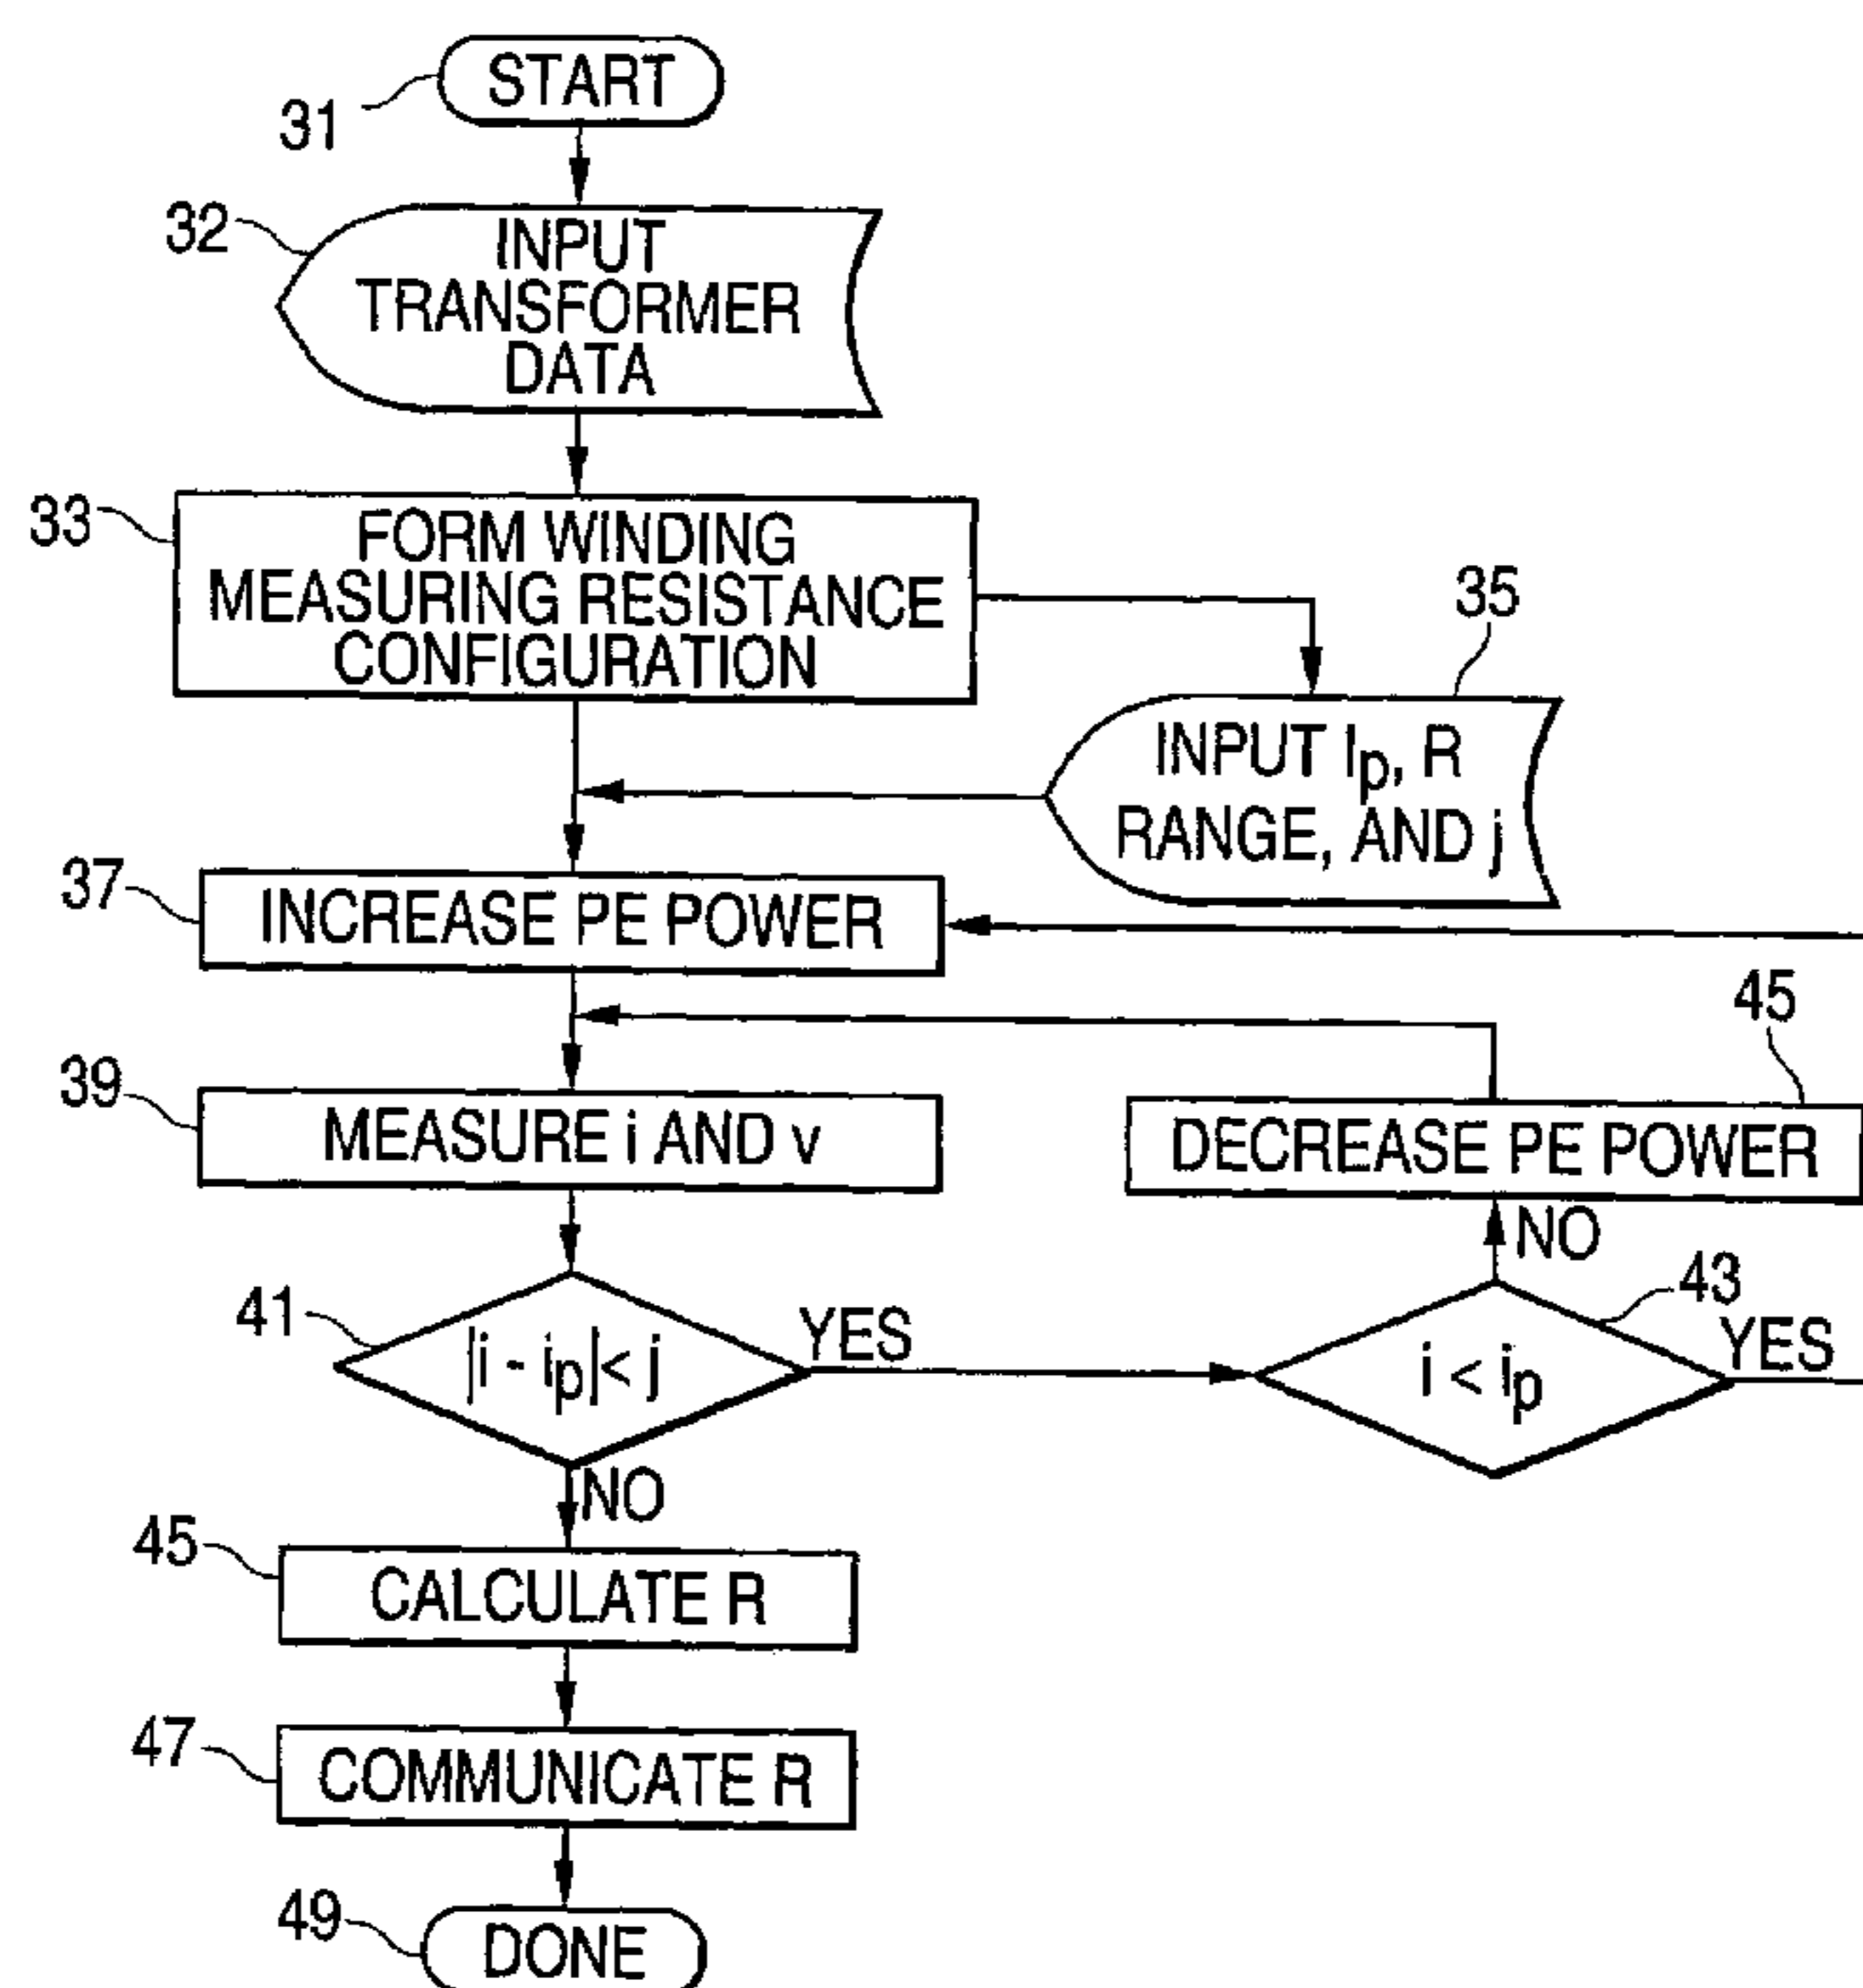 31
START
32
INPUT
TRANSFORMER
DATA
33
FORM WINDING
MEASURING RESISTANCE
CONFIGURATION
35
INPUT Ip, R
RANGE, AND j
37
INCREASE PE POWER
39
MEASURE i AND v
45
DECREASE PE POWER
NO
41
|i - ip|< j
YES
43
i < ip
YES
NO
45
CALCULATE R
47
COMMUNICATE R
49
DONE